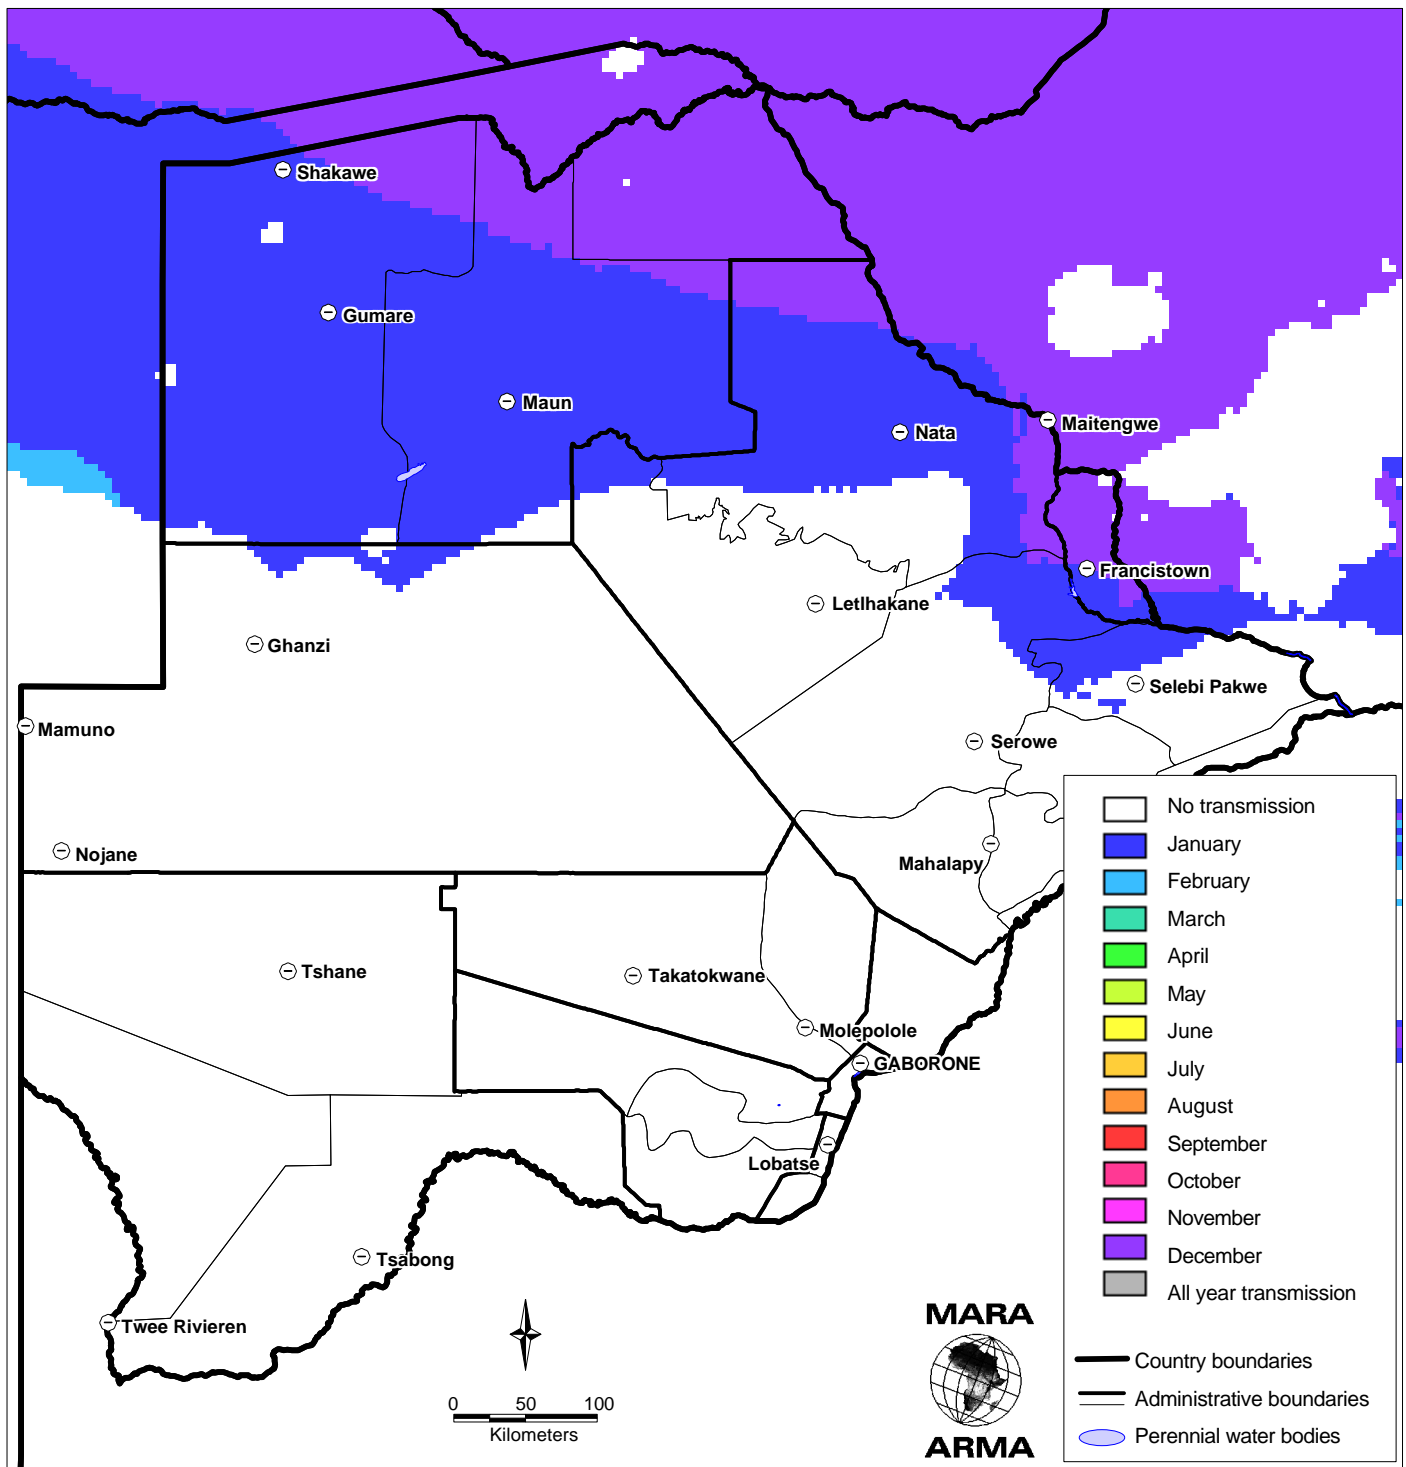 Shakawe
Gumare
Maun
Nata
Maitengwe
Francistown
Letlhakane
Ghanzi
Selebi Pakwe
Mamuno
Serowe
Nojane
Mahalapy
Tshane
Takatokwane
Molepolole
GABORONE
Lobatse
Tsabong
Twee Rivieren
No transmission
January
February
March
April
May
June
July
August
September
October
November
December
All year transmission
Country boundaries
Administrative boundaries
Perennial water bodies
MARA
ARMA
0 50 100
Kilometers